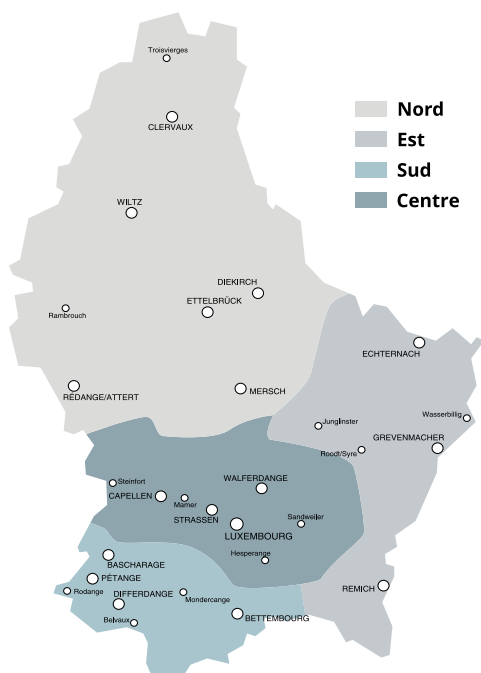 Troisvierges
CLERVAUX
Nord
Est
Sud
Centre
WILTZ
DIEKIRCH
ETTELBRÜCK
Rambrouch
ECHTERNACH
MERSCH
RÉDANGE/ATTERT
Wasserbillig
Junglinster
GREVENMACHER
Roodt/Syre
WALFERDANGE
Steinfort
CAPELLEN
Mamer
STRASSEN
Sandweiler
LUXEMBOURG
Hesperange
BASCHARAGE
PÉTANGE
REMICH
Rodange
DIFFERDANGE
Mondercange
Belvaux
BETTEMBOURG